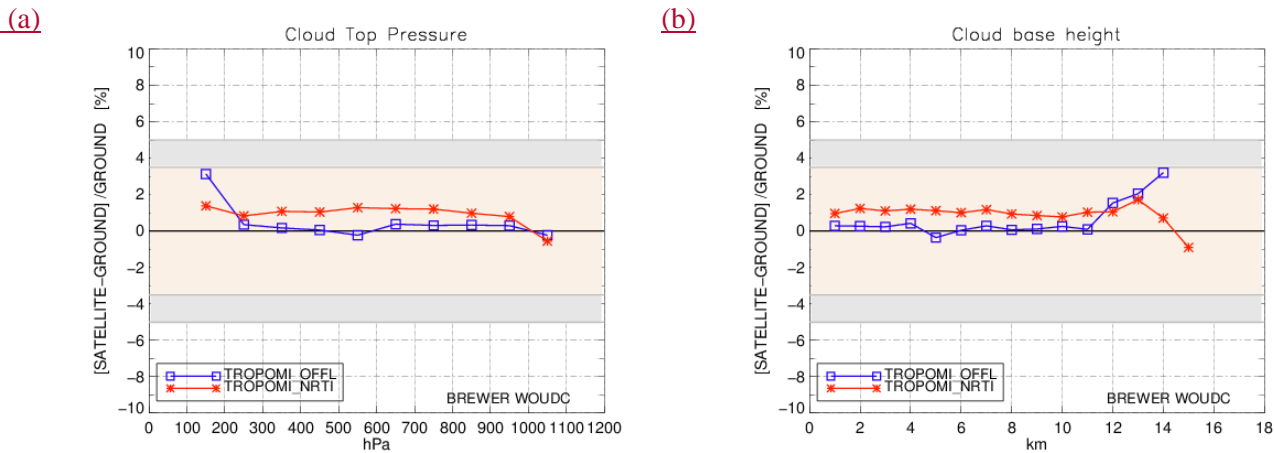 (a)
Cloud Top Pressure
[SATELLITE-GROUND]/GROUND [%]
10
8
6
4
2
0
-2
-4
-6
-8
-10
TROPOMI_OFFL
TROPOMI_NRTI
BREWER WOUDC
0 100 200 300 400 500 600 700 800 900 1000 1100 1200
hPa
(b)
Cloud base height
[SATELLITE-GROUND]/GROUND [%]
10
8
6
4
2
0
-2
-4
-6
-8
-10
TROPOMI_OFFL
TROPOMI_NRTI
BREWER WOUDC
0 2 4 6 8 10 12 14 16 18
km